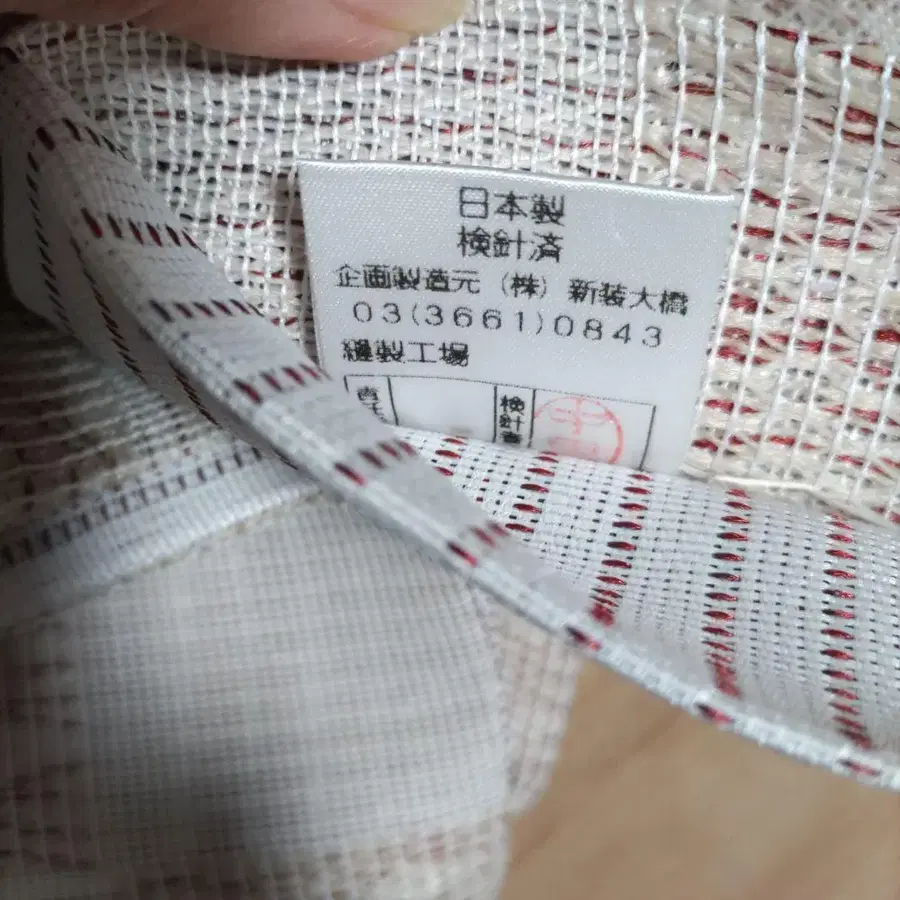 日本製
検針済
企画製造元 (株) 新装大橋
03(3661)0843
縫製工場
検針